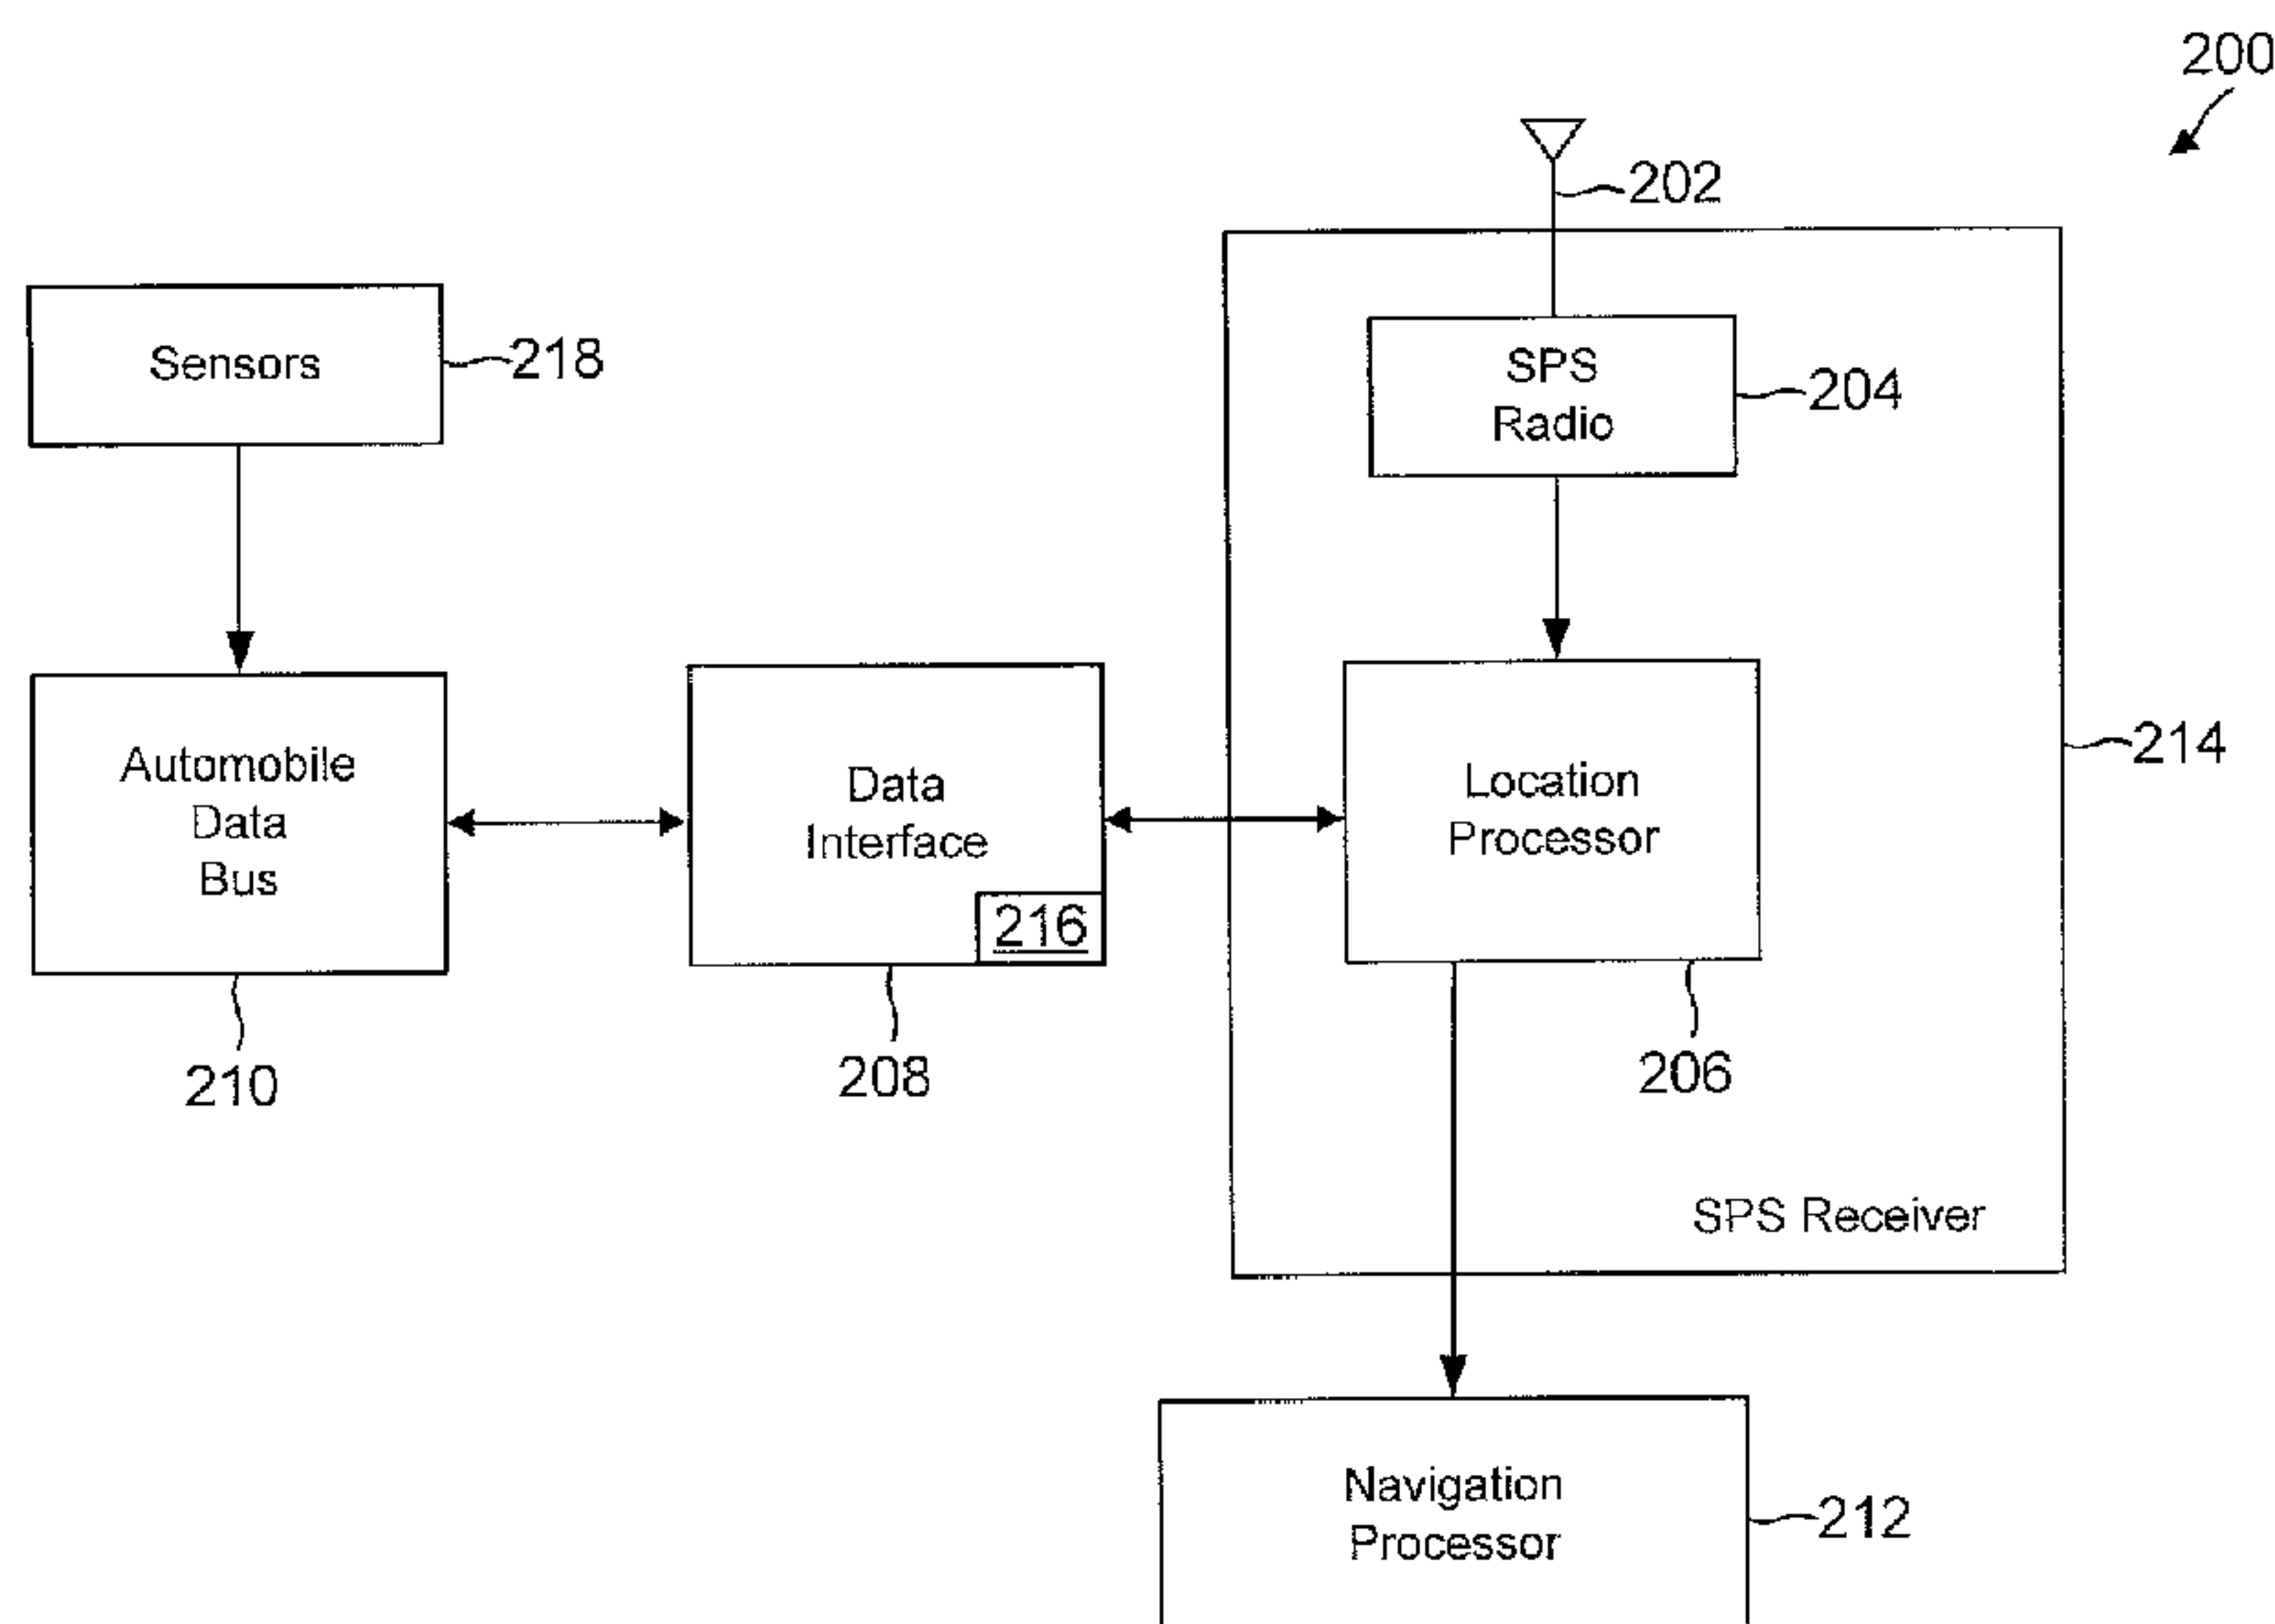 200
202
Sensors
218
SPS
Radio
204
Automobile
Data
Bus
Data
Interface
216
Location
Processor
214
210
208
206
SPS Receiver
Navigation
Processor
212